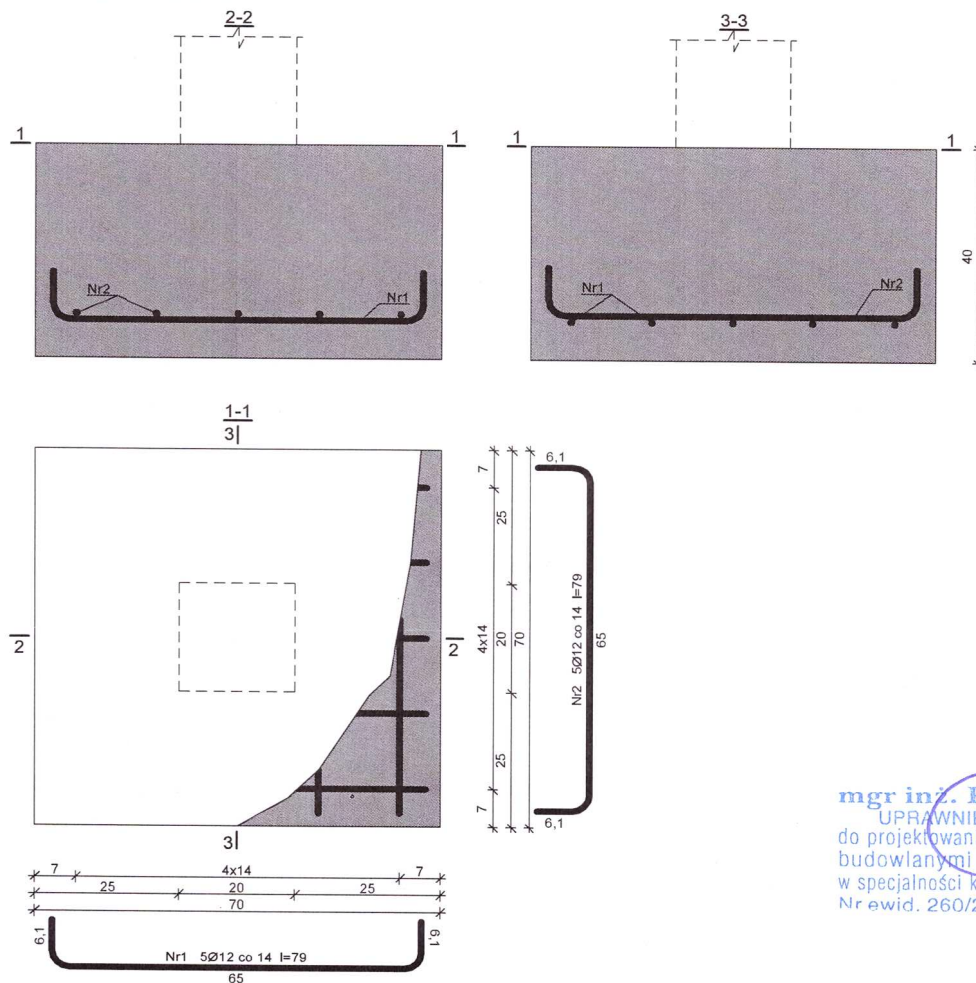 2-2
3-3
1 1
1 1
Nr2
Nr1
Nr1
Nr2
40
1-1
3
2 2
3
7
25
4x14
20
70
25
7
6,1
Nr2 5Ø12 co 14 l=79
65
6,1
7 4x14 7
25 20 25
70
6,1
6,1
Nr1 5Ø12 co 14 l=79
65
mgr inż.
do
budowlanymi
w specjalności
Nr ewid. 260/2